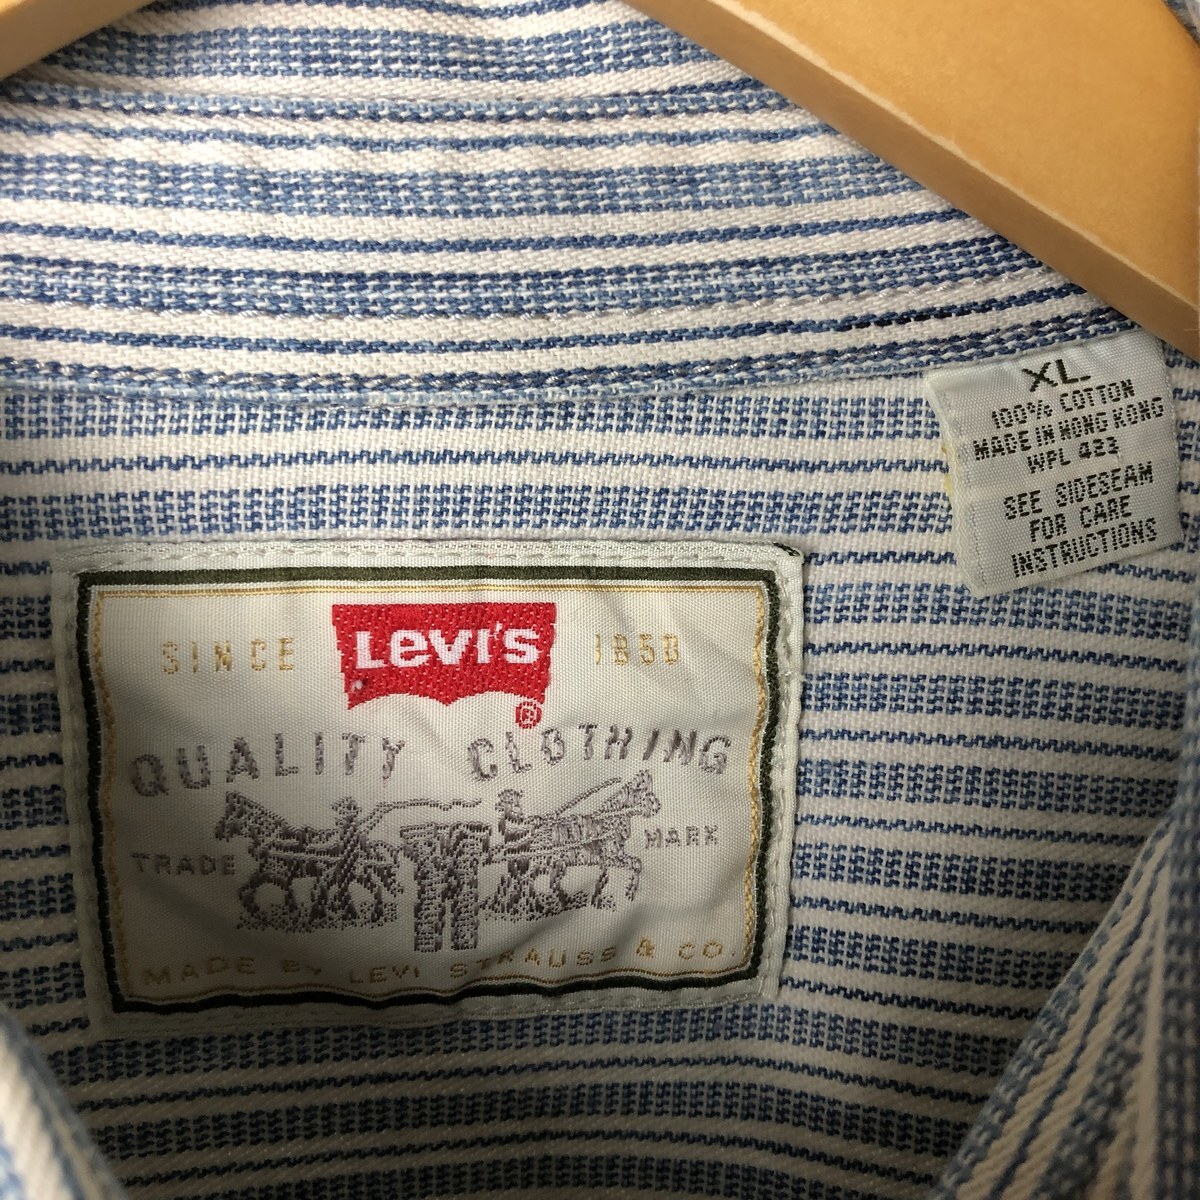 XL
100% COTTON
MADE IN HONG KONG
WPL 423
SEE SIDESEAM
FOR CARE
INSTRUCTIONS
SINCE LEVI'S 1850
®
QUALITY CLOTHING
TRADE MARK
MADE BY LEVI STRAUSS & CO.